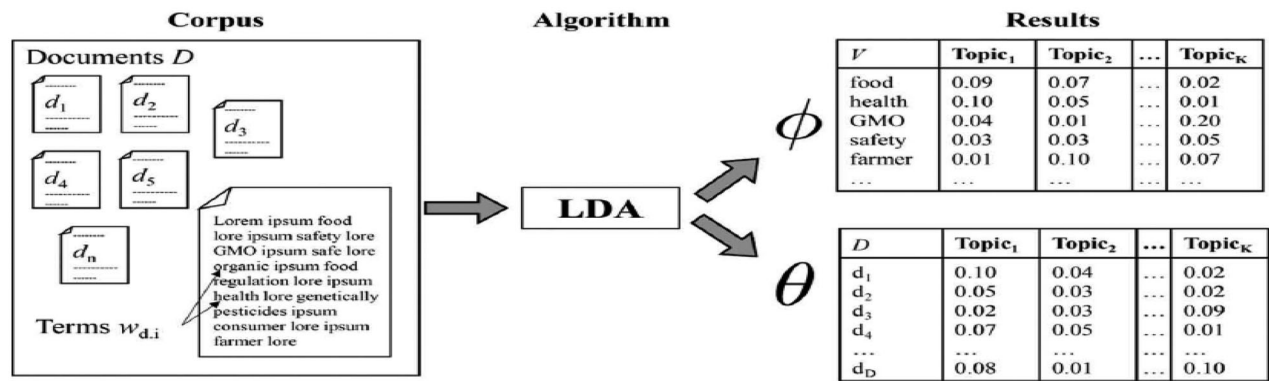 Corpus
Algorithm
Results
Documents D
d1
d2
d3
d4
d5
dn
Lorem ipsum food
lore ipsum safety lore
GMO ipsum safe lore
organic ipsum food
regulation lore ipsum
health lore genetically
pesticides ipsum
consumer lore ipsum
farmer lore
Terms wd.i
LDA
ϕ
V Topic1 Topic2 ... TopicK
food 0.09 0.07 ... 0.02
health 0.10 0.05 ... 0.01
GMO 0.04 0.01 ... 0.20
safety 0.03 0.03 ... 0.05
farmer 0.01 0.10 ... 0.07
... ... ... ... ...
θ
D Topic1 Topic2 ... TopicK
d1 0.10 0.04 ... 0.02
d2 0.05 0.03 ... 0.02
d3 0.02 0.03 ... 0.09
d4 0.07 0.05 ... 0.01
... ... ... ... ...
dD 0.08 0.01 ... 0.10